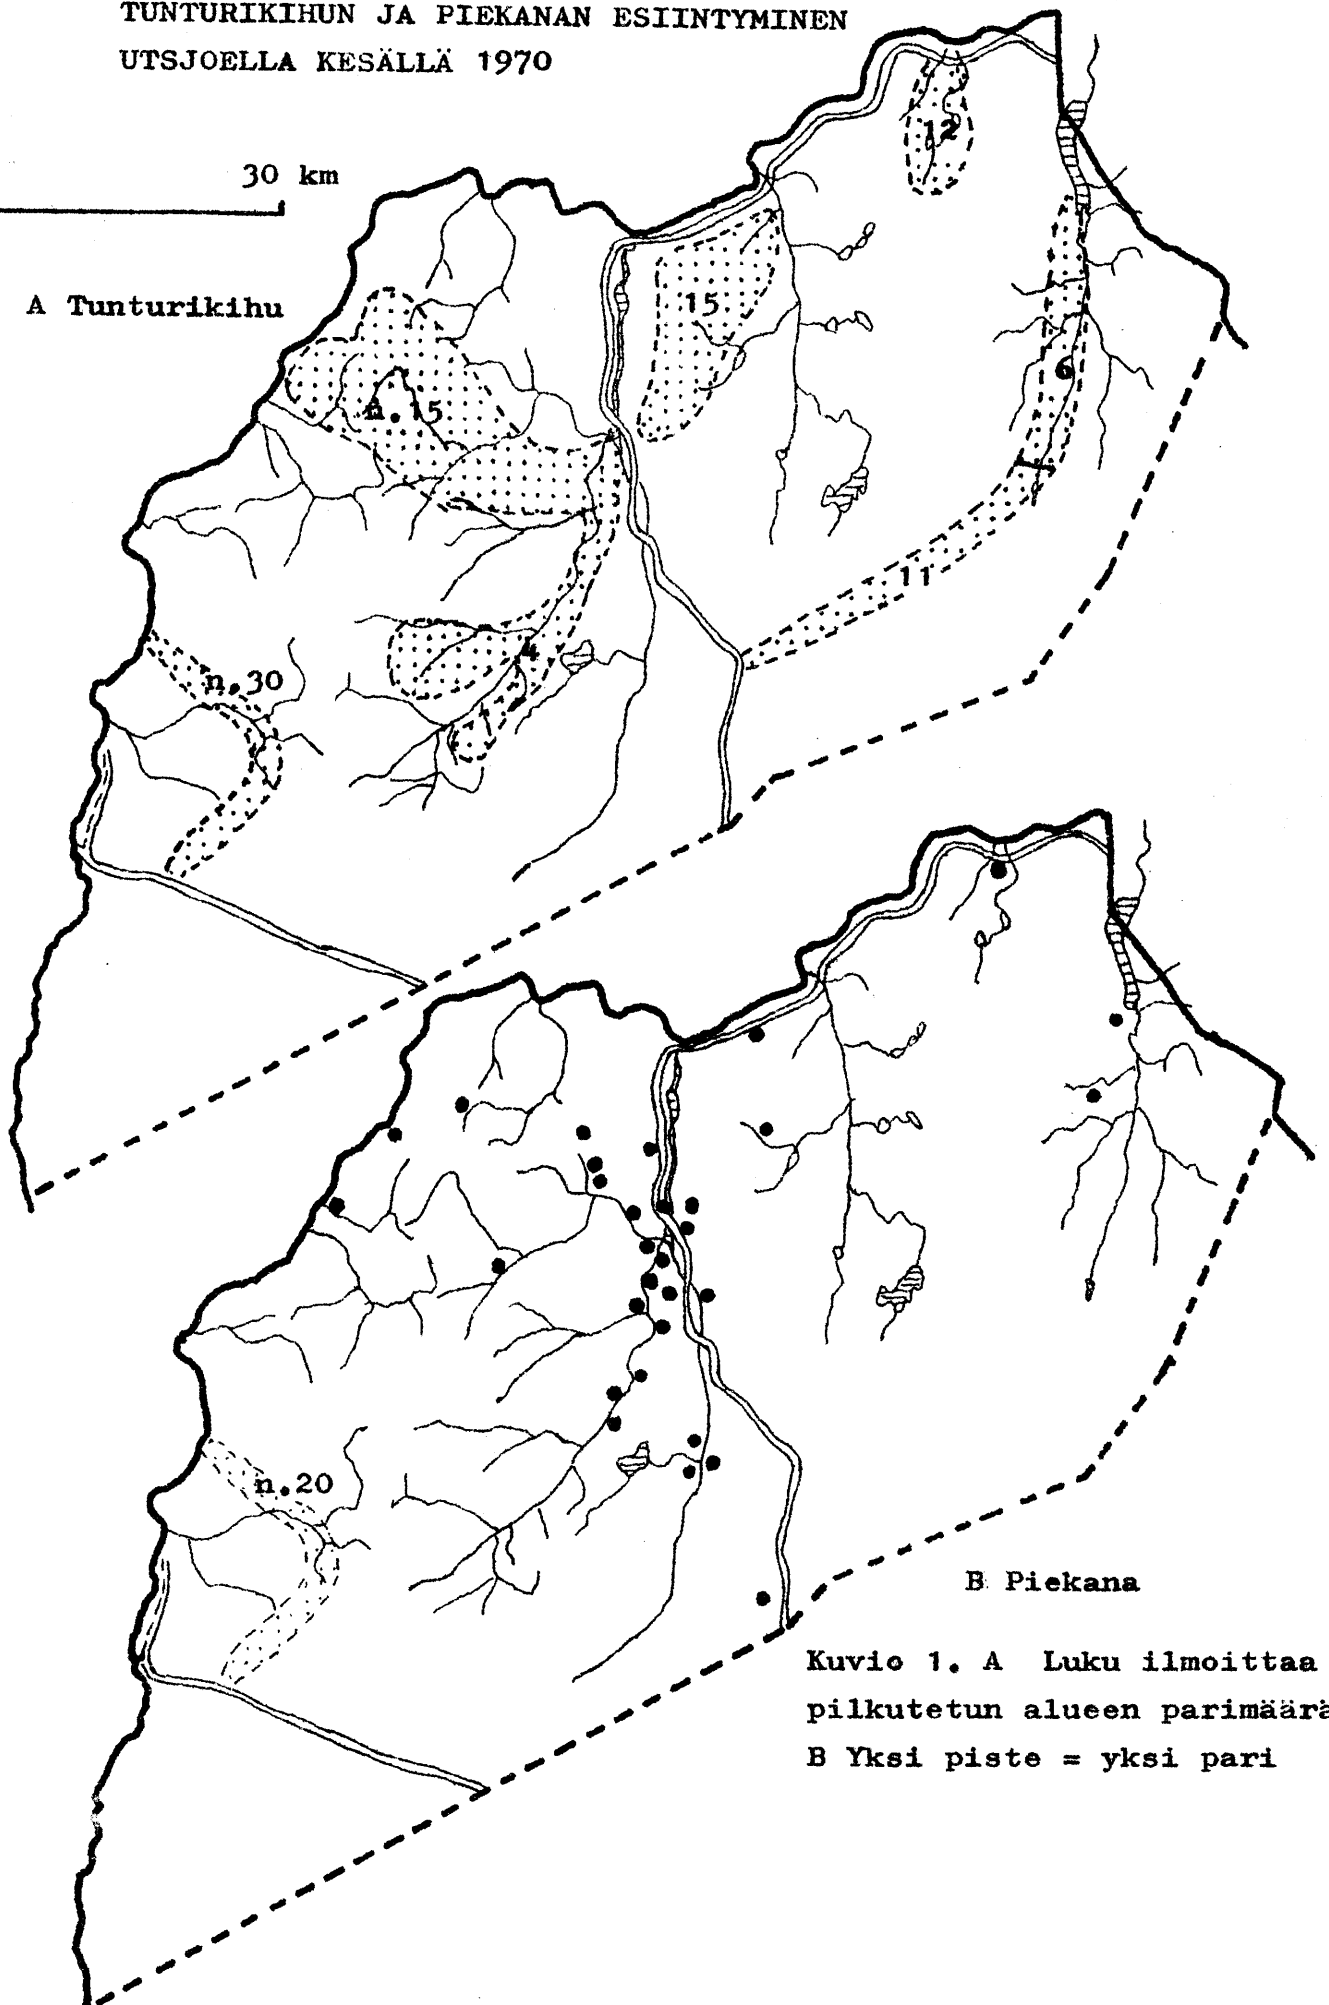 TUNTURIKIHUN JA PIEKANAN ESIINTYMINEN
UTSJOELLA KESÄLLÄ 1970
30 km
A Tunturikihu
12
15
6
n.15
11
4
n.30
n.20
B Piekana
Kuvio 1. A Luku ilmoittaa
pilkutetun alueen parimäärä
B Yksi piste = yksi pari